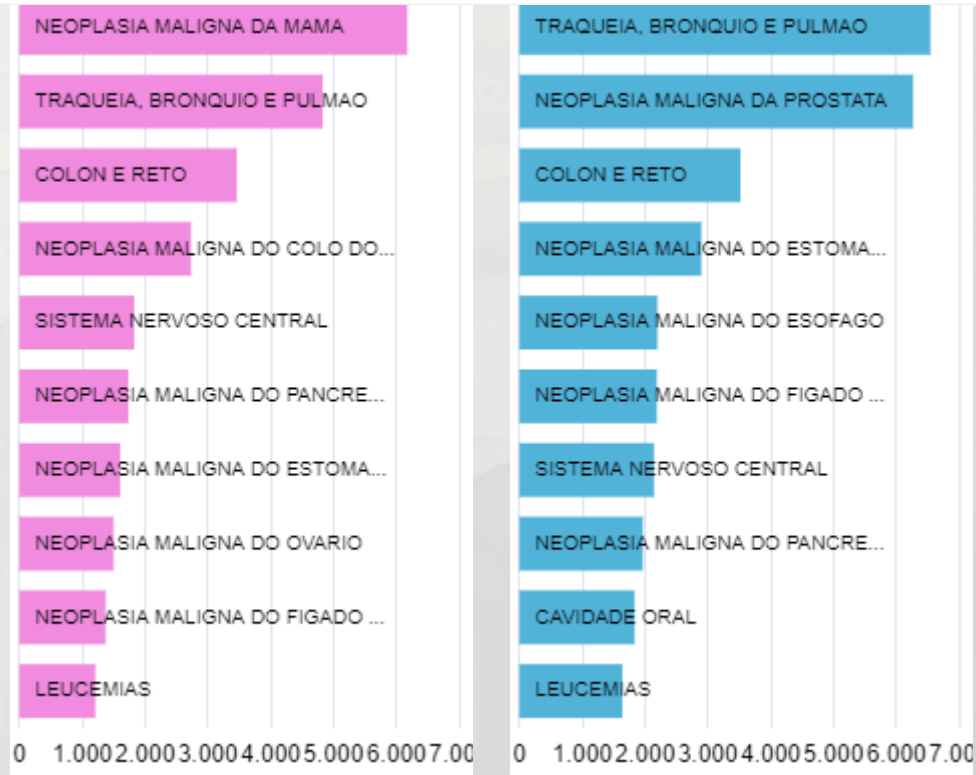 NEOPLASIA MALIGNA DA MAMA
TRAQUEIA, BRONQUIO E PULMAO
COLON E RETO
NEOPLASIA MALIGNA DO COLO DO...
SISTEMA NERVOSO CENTRAL
NEOPLASIA MALIGNA DO PANCRE...
NEOPLASIA MALIGNA DO ESTOMA...
NEOPLASIA MALIGNA DO OVARIO
NEOPLASIA MALIGNA DO FIGADO ...
LEUCEMIAS
0 1.000 2.000 3.000 4.000 5.000 6.000 7.00
TRAQUEIA, BRONQUIO E PULMAO
NEOPLASIA MALIGNA DA PROSTATA
COLON E RETO
NEOPLASIA MALIGNA DO ESTOMA...
NEOPLASIA MALIGNA DO ESOFAGO
NEOPLASIA MALIGNA DO FIGADO ...
SISTEMA NERVOSO CENTRAL
NEOPLASIA MALIGNA DO PANCRE...
CAVIDADE ORAL
LEUCEMIAS
0 1.000 2.000 3.000 4.000 5.000 6.000 7.0